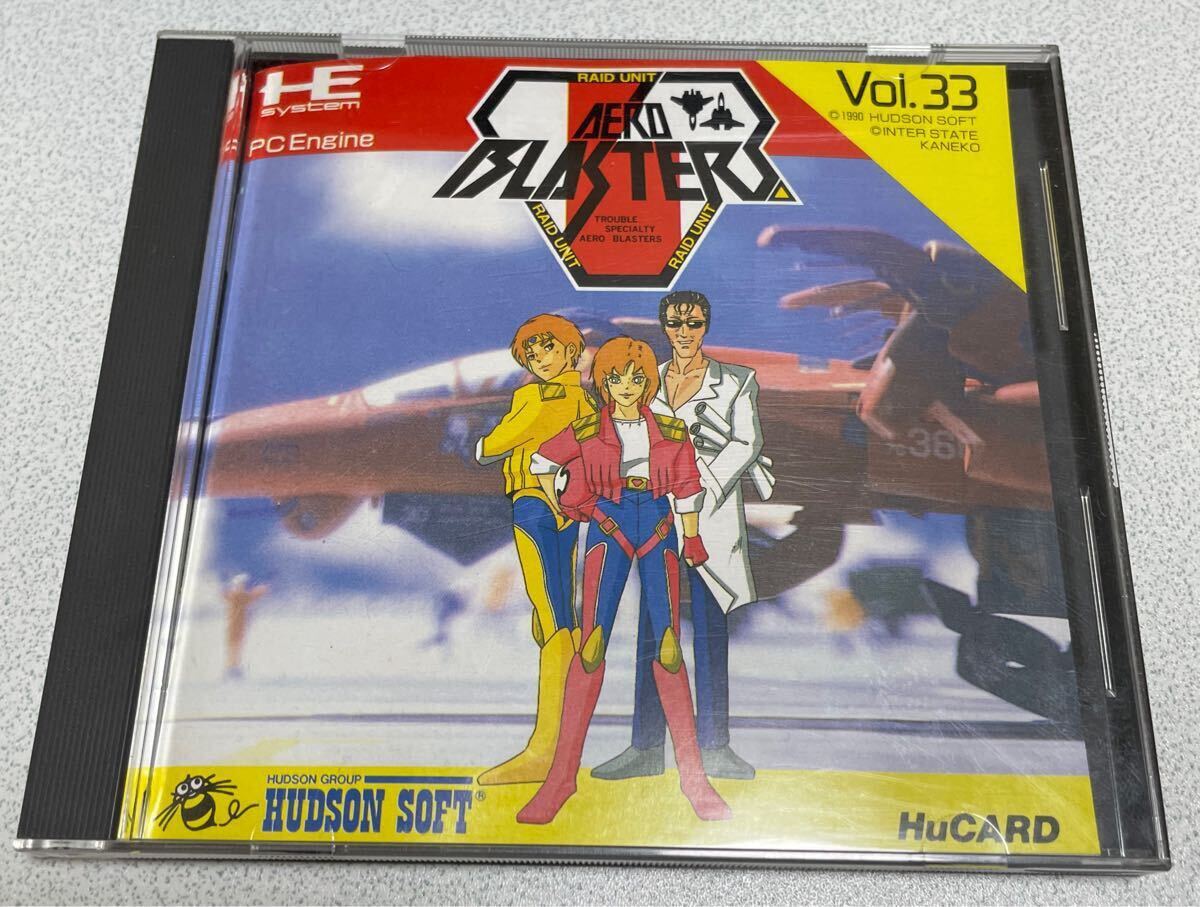 HE
system
PC Engine
RAID UNIT
AERO
BLASTERS
TROUBLE
SPECIALTY
AERO BLASTERS
RAID UNIT
RAID UNIT
Vol.33
©1990 HUDSON SOFT
©INTER STATE
KANEKO
36
HUDSON GROUP
HUDSON SOFT®
HuCARD